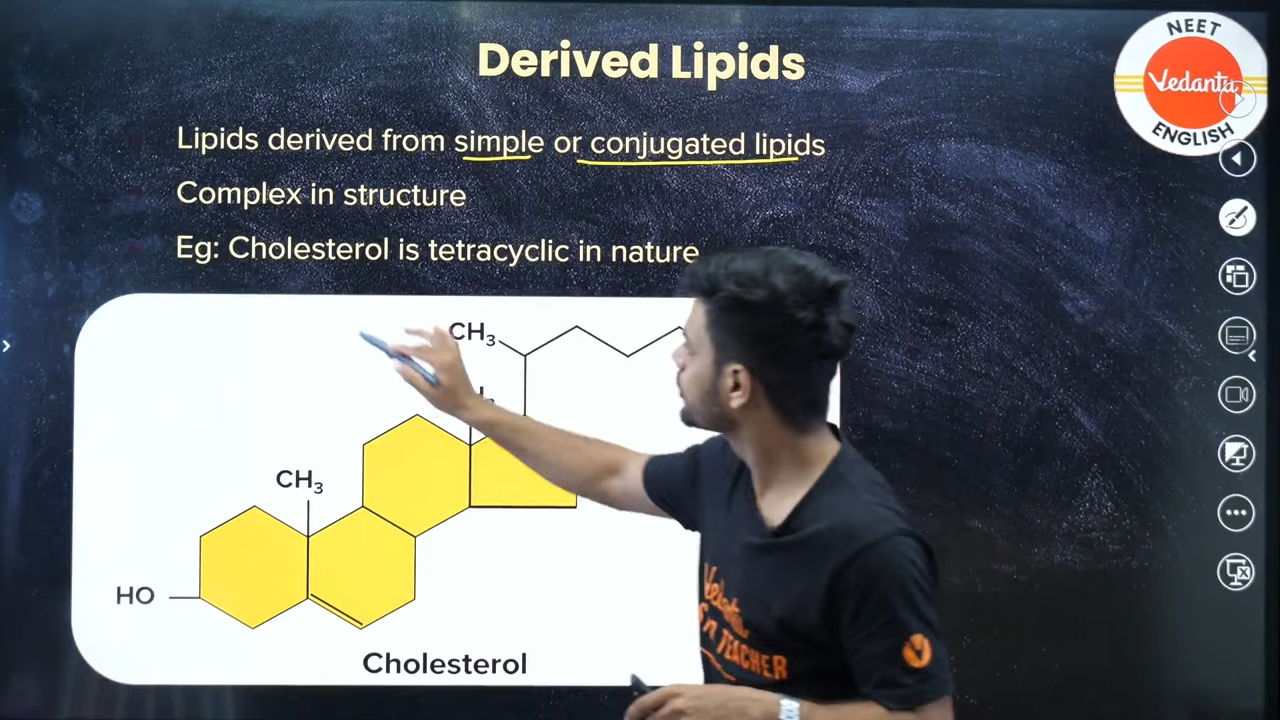 Derived Lipids
NEET
Vedantu
ENGLISH
Lipids derived from simple or conjugated lipids
Complex in structure
Eg: Cholesterol is tetracyclic in nature
CH3
CH3
HO
Cholesterol
TEACHER